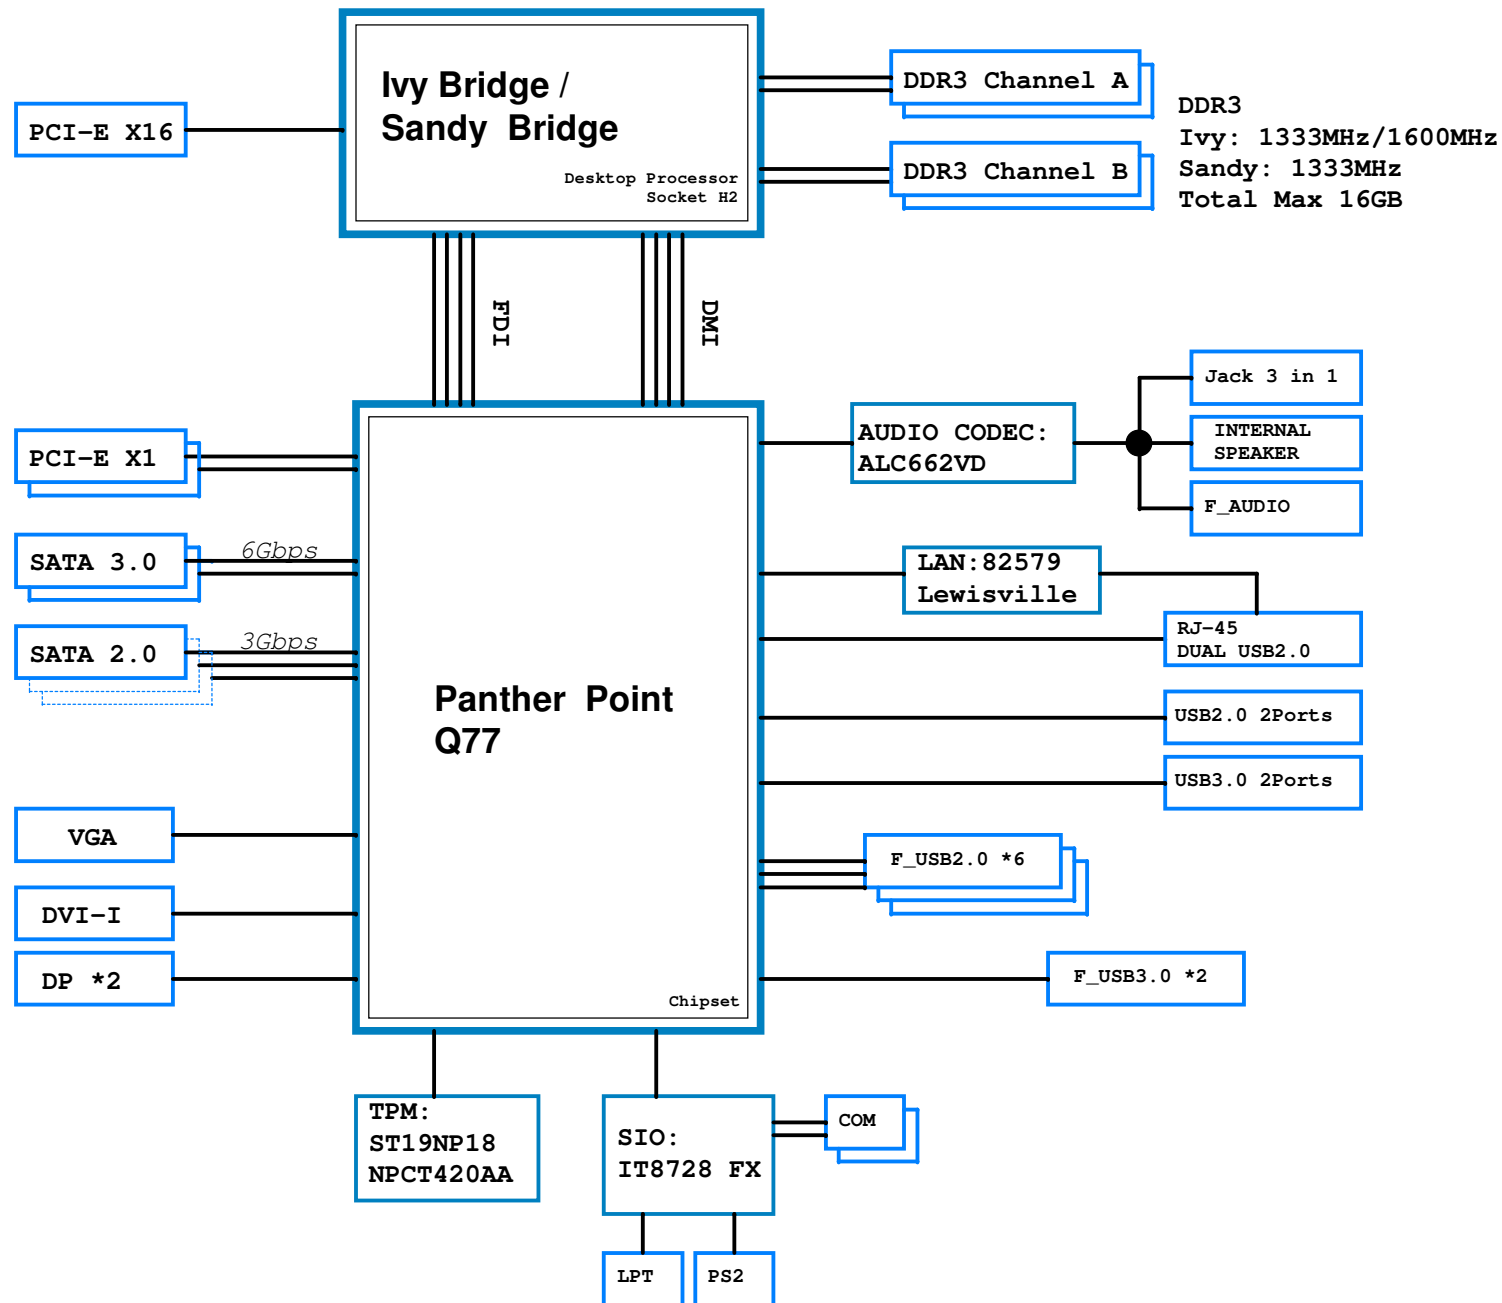 Ivy Bridge /
Sandy Bridge
Desktop Processor
Socket H2
PCI-E X16
DDR3 Channel A
DDR3 Channel B
DDR3
Ivy: 1333MHz/1600MHz
Sandy: 1333MHz
Total Max 16GB
FDI
DMI
PCI-E X1
SATA 3.0
6Gbps
SATA 2.0
3Gbps
VGA
DVI-I
DP *2
Panther Point
Q77
Chipset
AUDIO CODEC:
ALC662VD
Jack 3 in 1
INTERNAL
SPEAKER
F_AUDIO
LAN:82579
Lewisville
RJ-45
DUAL USB2.0
USB2.0 2Ports
USB3.0 2Ports
F_USB2.0 *6
F_USB3.0 *2
TPM:
ST19NP18
NPCT420AA
SIO:
IT8728 FX
COM
LPT
PS2